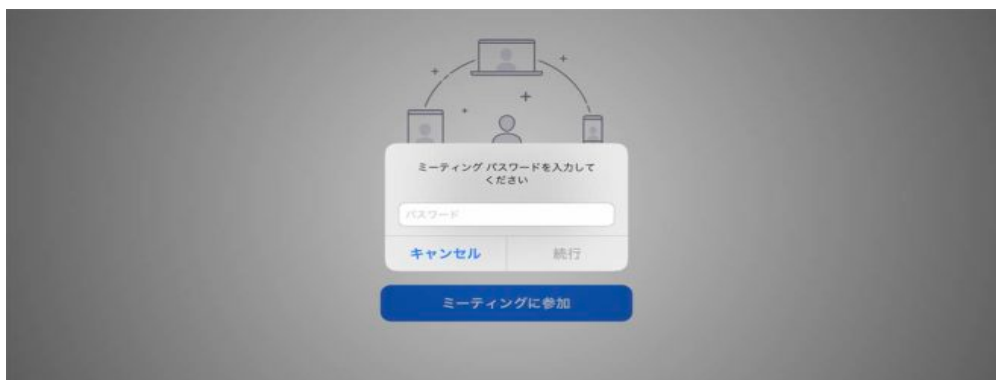 ミーティング パスワードを入力して
ください
パスワード
キャンセル
続行
ミーティングに参加